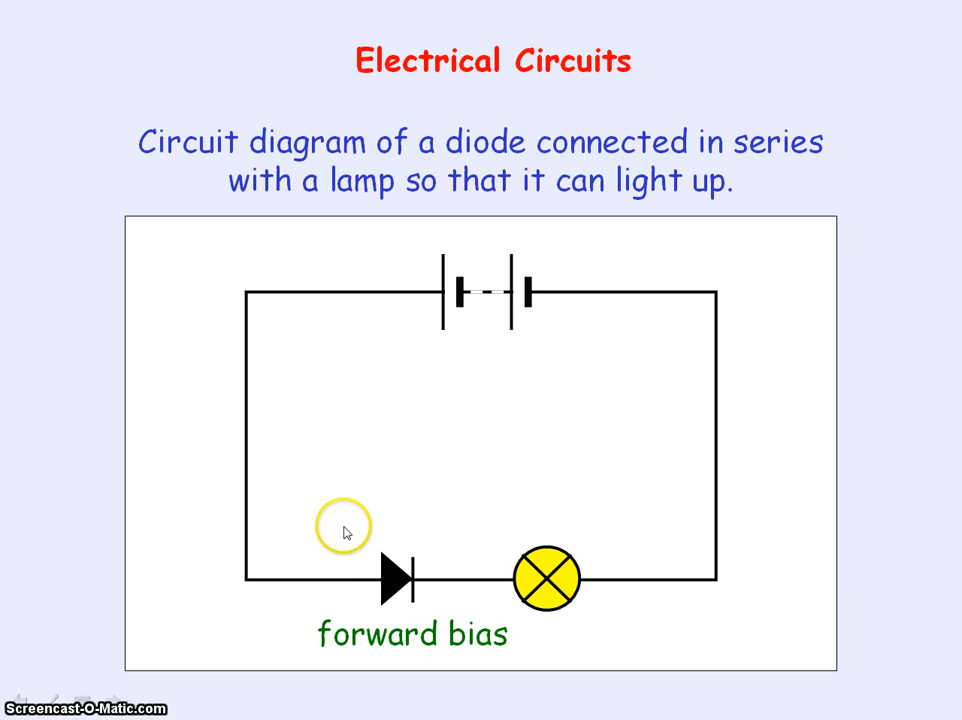 Electrical Circuits
Circuit diagram of a diode connected in series
with a lamp so that it can light up.
forward bias
Screencast-O-Matic.com